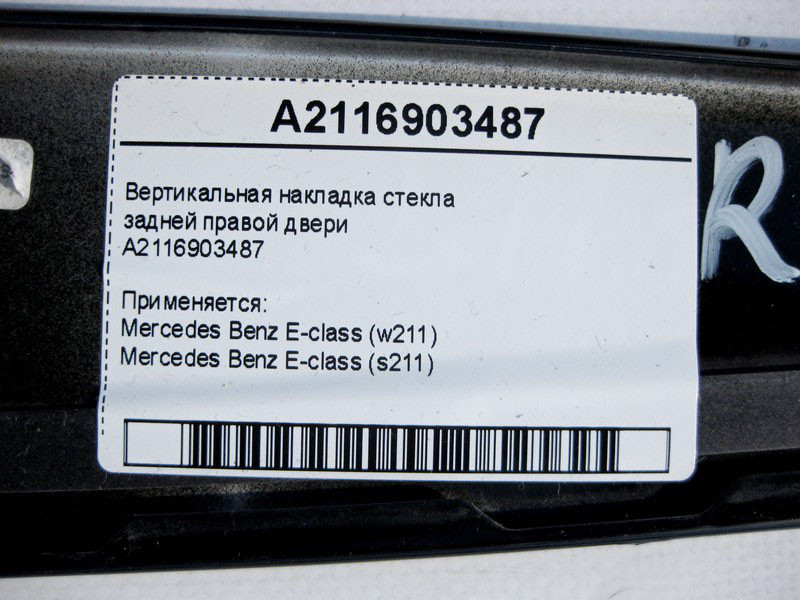 A2116903487
Вертикальная накладка стекла
задней правой двери
A2116903487
Применяется:
Mercedes Benz E-class (w211)
Mercedes Benz E-class (s211)
R